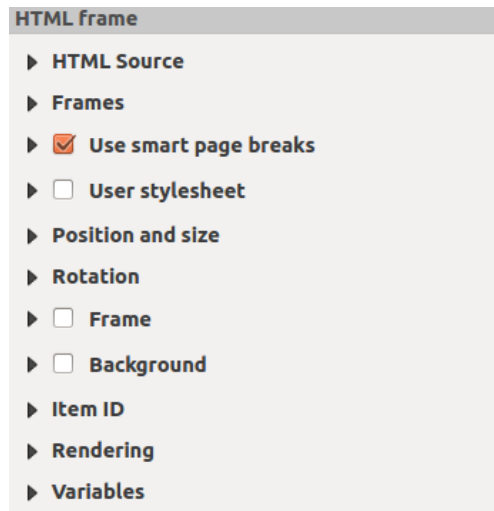 HTML frame
HTML Source
Frames
Use smart page breaks
User stylesheet
Position and size
Rotation
Frame
Background
Item ID
Rendering
Variables